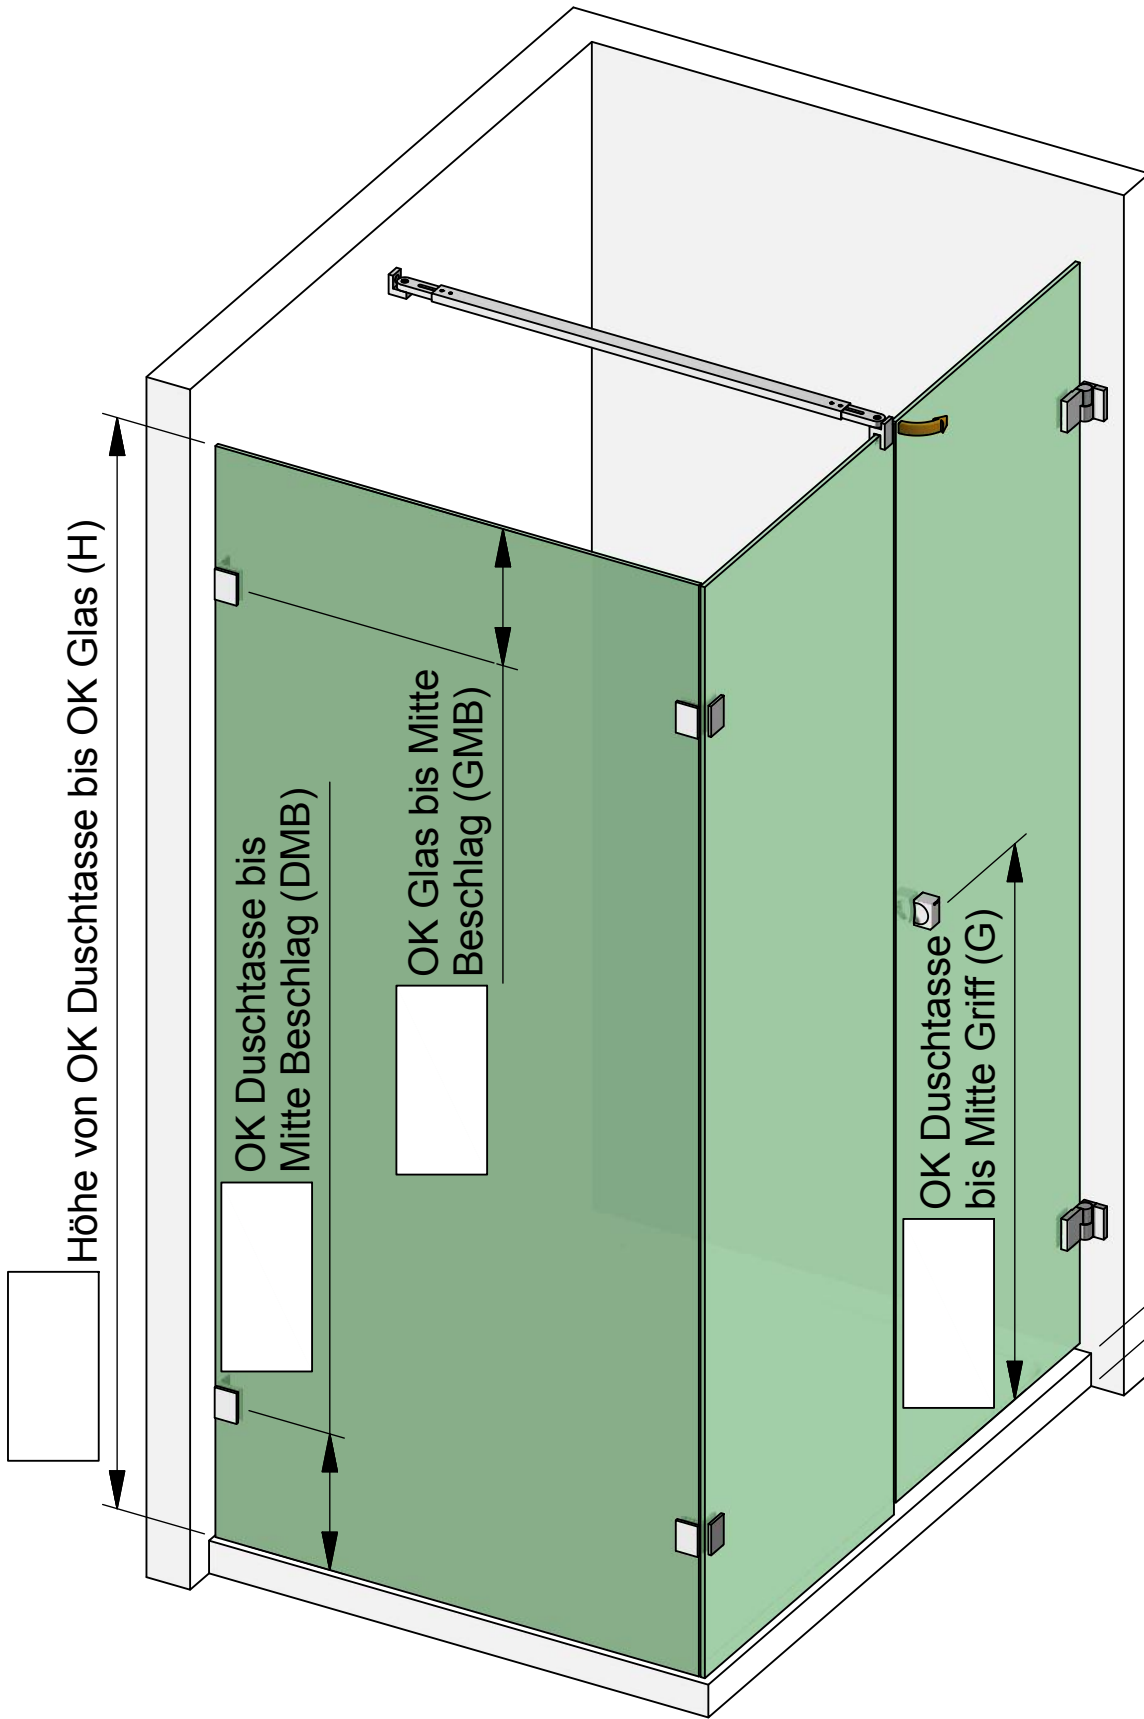 Höhe von OK Duschtasse bis OK Glas (H)
OK Duschtasse bis
Mitte Beschlag (DMB)
OK Glas bis Mitte
Beschlag (GMB)
OK Duschtasse
bis Mitte Griff (G)